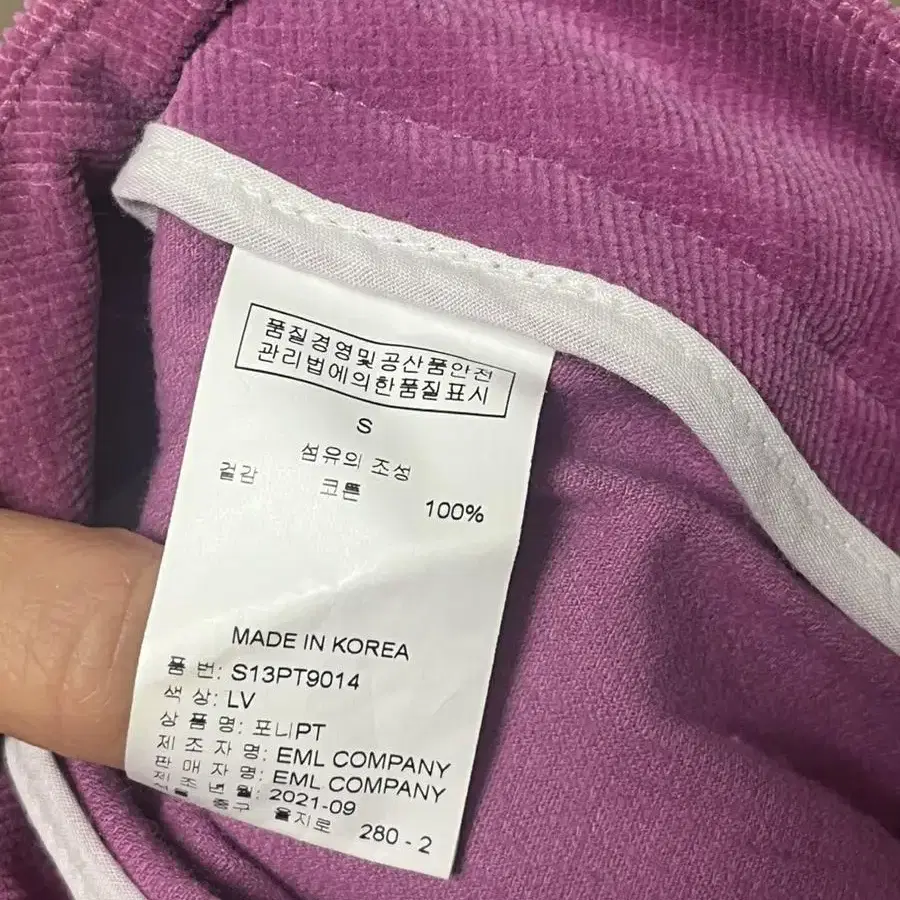 품질경영및공산품안전
관리법에의한품질표시
S
섬유의 조성
겉감 코튼 100%
MADE IN KOREA
품 번: S13PT9014
색 상: LV
상 품 명: 포니PT
제 조 자 명: EML COMPANY
판 매 자 명: EML COMPANY
제 조 년 월: 2021-09
중구 을지로 280 - 2